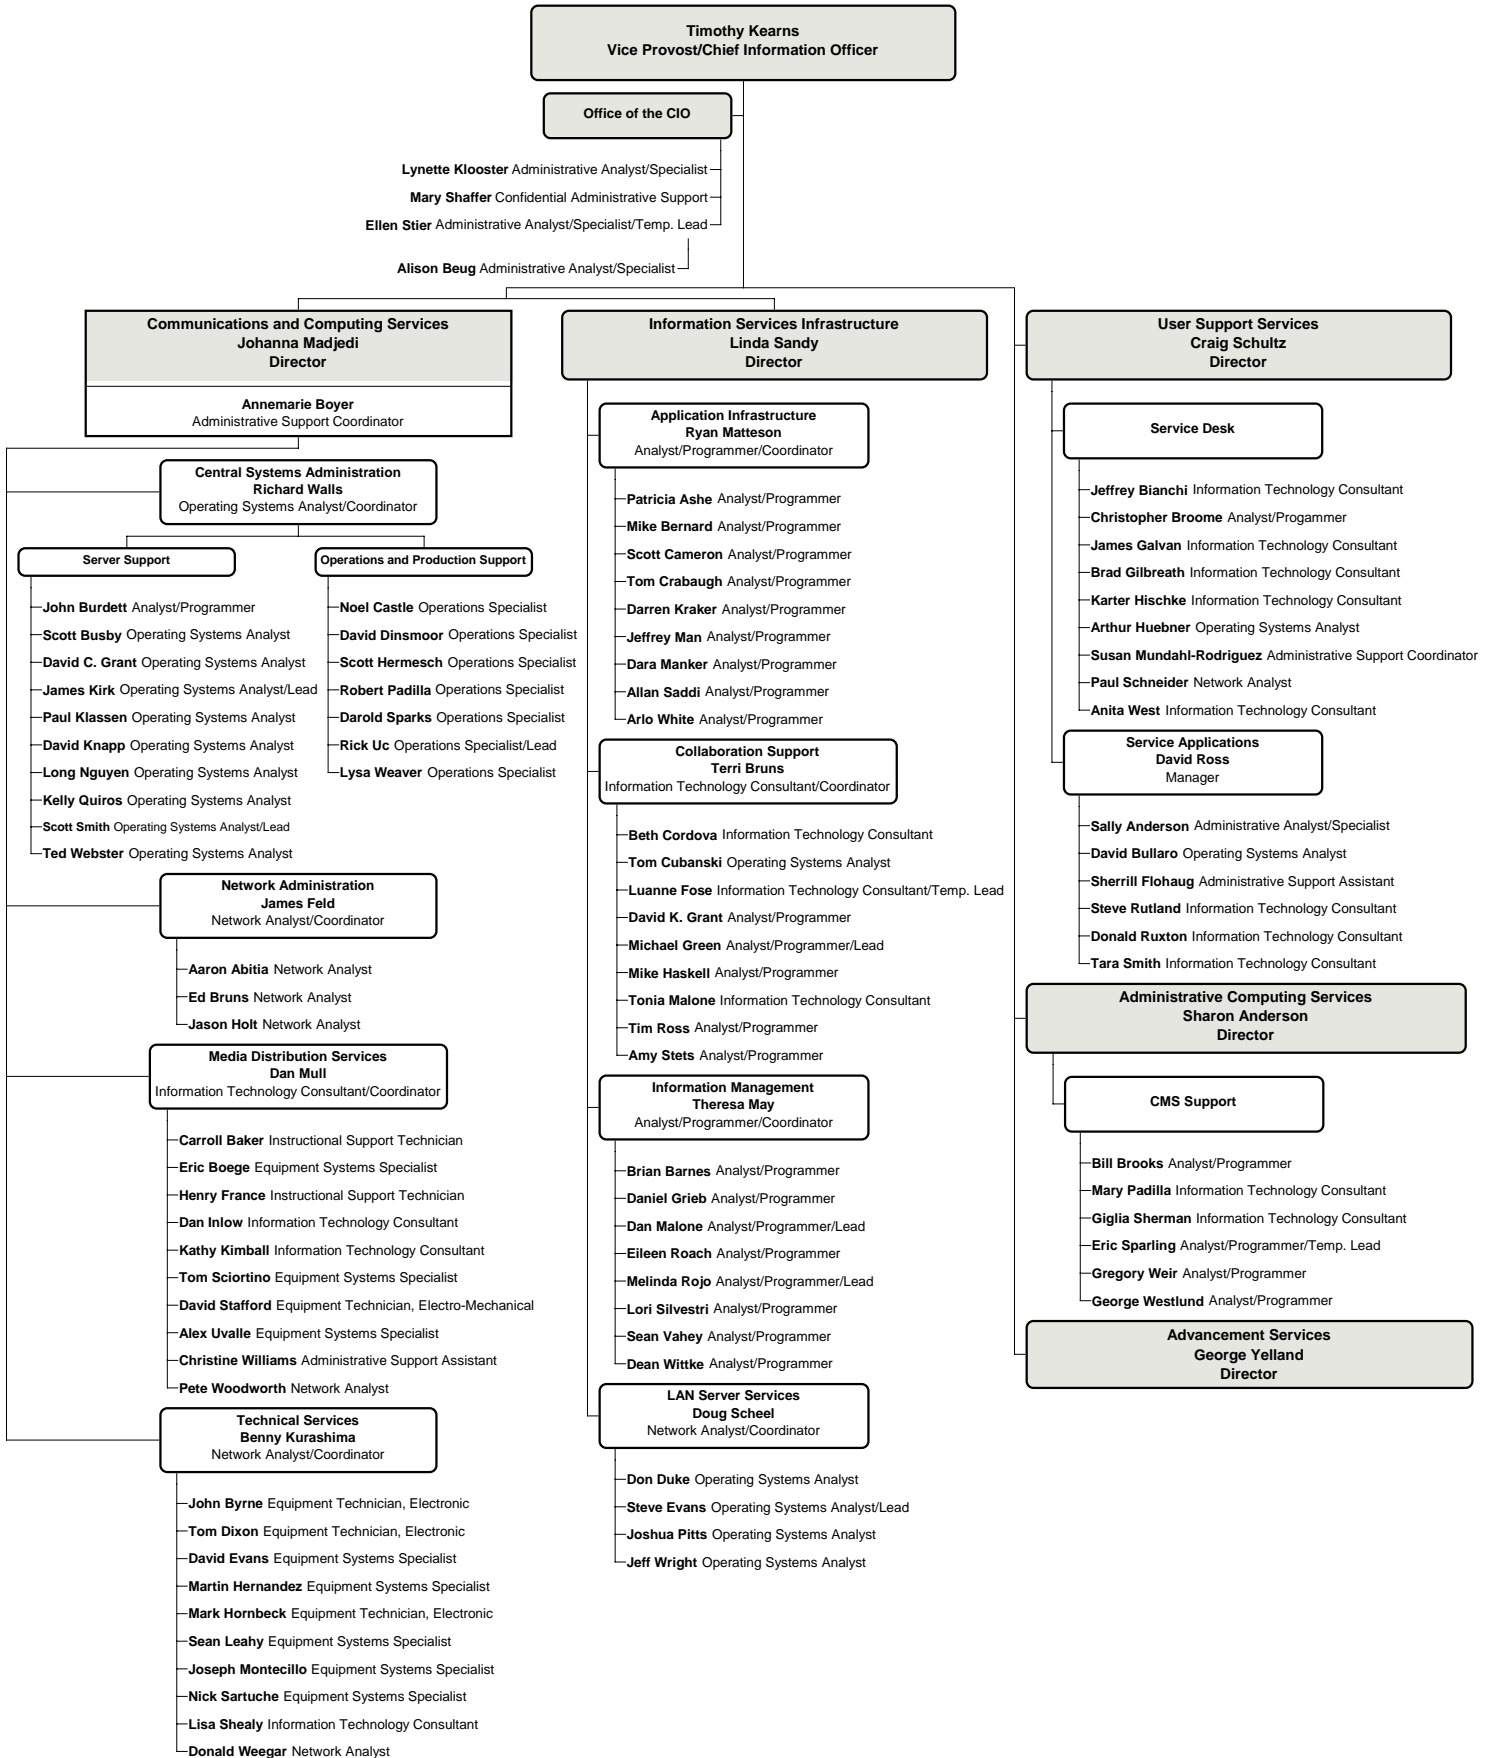 Timothy Kearns
Vice Provost/Chief Information Officer
Office of the CIO
Lynette Klooster Administrative Analyst/Specialist
Mary Shaffer Confidential Administrative Support
Ellen Stier Administrative Analyst/Specialist/Temp. Lead
Alison Beug Administrative Analyst/Specialist
Communications and Computing Services
Johanna Madjedi
Director
Annemarie Boyer
Administrative Support Coordinator
Central Systems Administration
Richard Walls
Operating Systems Analyst/Coordinator
Server Support
John Burdett Analyst/Programmer
Scott Busby Operating Systems Analyst
David C. Grant Operating Systems Analyst
James Kirk Operating Systems Analyst/Lead
Paul Klassen Operating Systems Analyst
David Knapp Operating Systems Analyst
Long Nguyen Operating Systems Analyst
Kelly Quiros Operating Systems Analyst
Scott Smith Operating Systems Analyst/Lead
Ted Webster Operating Systems Analyst
Operations and Production Support
Noel Castle Operations Specialist
David Dinsmoor Operations Specialist
Scott Hermesch Operations Specialist
Robert Padilla Operations Specialist
Darold Sparks Operations Specialist
Rick Uc Operations Specialist/Lead
Lysa Weaver Operations Specialist
Network Administration
James Feld
Network Analyst/Coordinator
Aaron Abitia Network Analyst
Ed Bruns Network Analyst
Jason Holt Network Analyst
Media Distribution Services
Dan Mull
Information Technology Consultant/Coordinator
Carroll Baker Instructional Support Technician
Eric Boege Equipment Systems Specialist
Henry France Instructional Support Technician
Dan Inlow Information Technology Consultant
Kathy Kimball Information Technology Consultant
Tom Sciortino Equipment Systems Specialist
David Stafford Equipment Technician, Electro-Mechanical
Alex Uvalle Equipment Systems Specialist
Christine Williams Administrative Support Assistant
Pete Woodworth Network Analyst
Technical Services
Benny Kurashima
Network Analyst/Coordinator
John Byrne Equipment Technician, Electronic
Tom Dixon Equipment Technician, Electronic
David Evans Equipment Systems Specialist
Martin Hernandez Equipment Systems Specialist
Mark Hornbeck Equipment Technician, Electronic
Sean Leahy Equipment Systems Specialist
Joseph Montecillo Equipment Systems Specialist
Nick Sartuche Equipment Systems Specialist
Lisa Shealy Information Technology Consultant
Donald Weegar Network Analyst
Information Services Infrastructure
Linda Sandy
Director
Application Infrastructure
Ryan Matteson
Analyst/Programmer/Coordinator
Patricia Ashe Analyst/Programmer
Mike Bernard Analyst/Programmer
Scott Cameron Analyst/Programmer
Tom Crabaugh Analyst/Programmer
Darren Kraker Analyst/Programmer
Jeffrey Man Analyst/Programmer
Dara Manker Analyst/Programmer
Allan Saddi Analyst/Programmer
Arlo White Analyst/Programmer
Collaboration Support
Terri Bruns
Information Technology Consultant/Coordinator
Beth Cordova Information Technology Consultant
Tom Cubanski Operating Systems Analyst
Luanne Fose Information Technology Consultant/Temp. Lead
David K. Grant Analyst/Programmer
Michael Green Analyst/Programmer/Lead
Mike Haskell Analyst/Programmer
Tonia Malone Information Technology Consultant
Tim Ross Analyst/Programmer
Amy Stets Analyst/Programmer
Information Management
Theresa May
Analyst/Programmer/Coordinator
Brian Barnes Analyst/Programmer
Daniel Grieb Analyst/Programmer
Dan Malone Analyst/Programmer/Lead
Eileen Roach Analyst/Programmer
Melinda Rojo Analyst/Programmer/Lead
Lori Silvestri Analyst/Programmer
Sean Vahey Analyst/Programmer
Dean Wittke Analyst/Programmer
LAN Server Services
Doug Scheel
Network Analyst/Coordinator
Don Duke Operating Systems Analyst
Steve Evans Operating Systems Analyst/Lead
Joshua Pitts Operating Systems Analyst
Jeff Wright Operating Systems Analyst
User Support Services
Craig Schultz
Director
Service Desk
Jeffrey Bianchi Information Technology Consultant
Christopher Broome Analyst/Progammer
James Galvan Information Technology Consultant
Brad Gilbreath Information Technology Consultant
Karter Hischke Information Technology Consultant
Arthur Huebner Operating Systems Analyst
Susan Mundahl-Rodriguez Administrative Support Coordinator
Paul Schneider Network Analyst
Anita West Information Technology Consultant
Service Applications
David Ross
Manager
Sally Anderson Administrative Analyst/Specialist
David Bullaro Operating Systems Analyst
Sherrill Flohaug Administrative Support Assistant
Steve Rutland Information Technology Consultant
Donald Ruxton Information Technology Consultant
Tara Smith Information Technology Consultant
Administrative Computing Services
Sharon Anderson
Director
CMS Support
Bill Brooks Analyst/Programmer
Mary Padilla Information Technology Consultant
Giglia Sherman Information Technology Consultant
Eric Sparling Analyst/Programmer/Temp. Lead
Gregory Weir Analyst/Programmer
George Westlund Analyst/Programmer
Advancement Services
George Yelland
Director